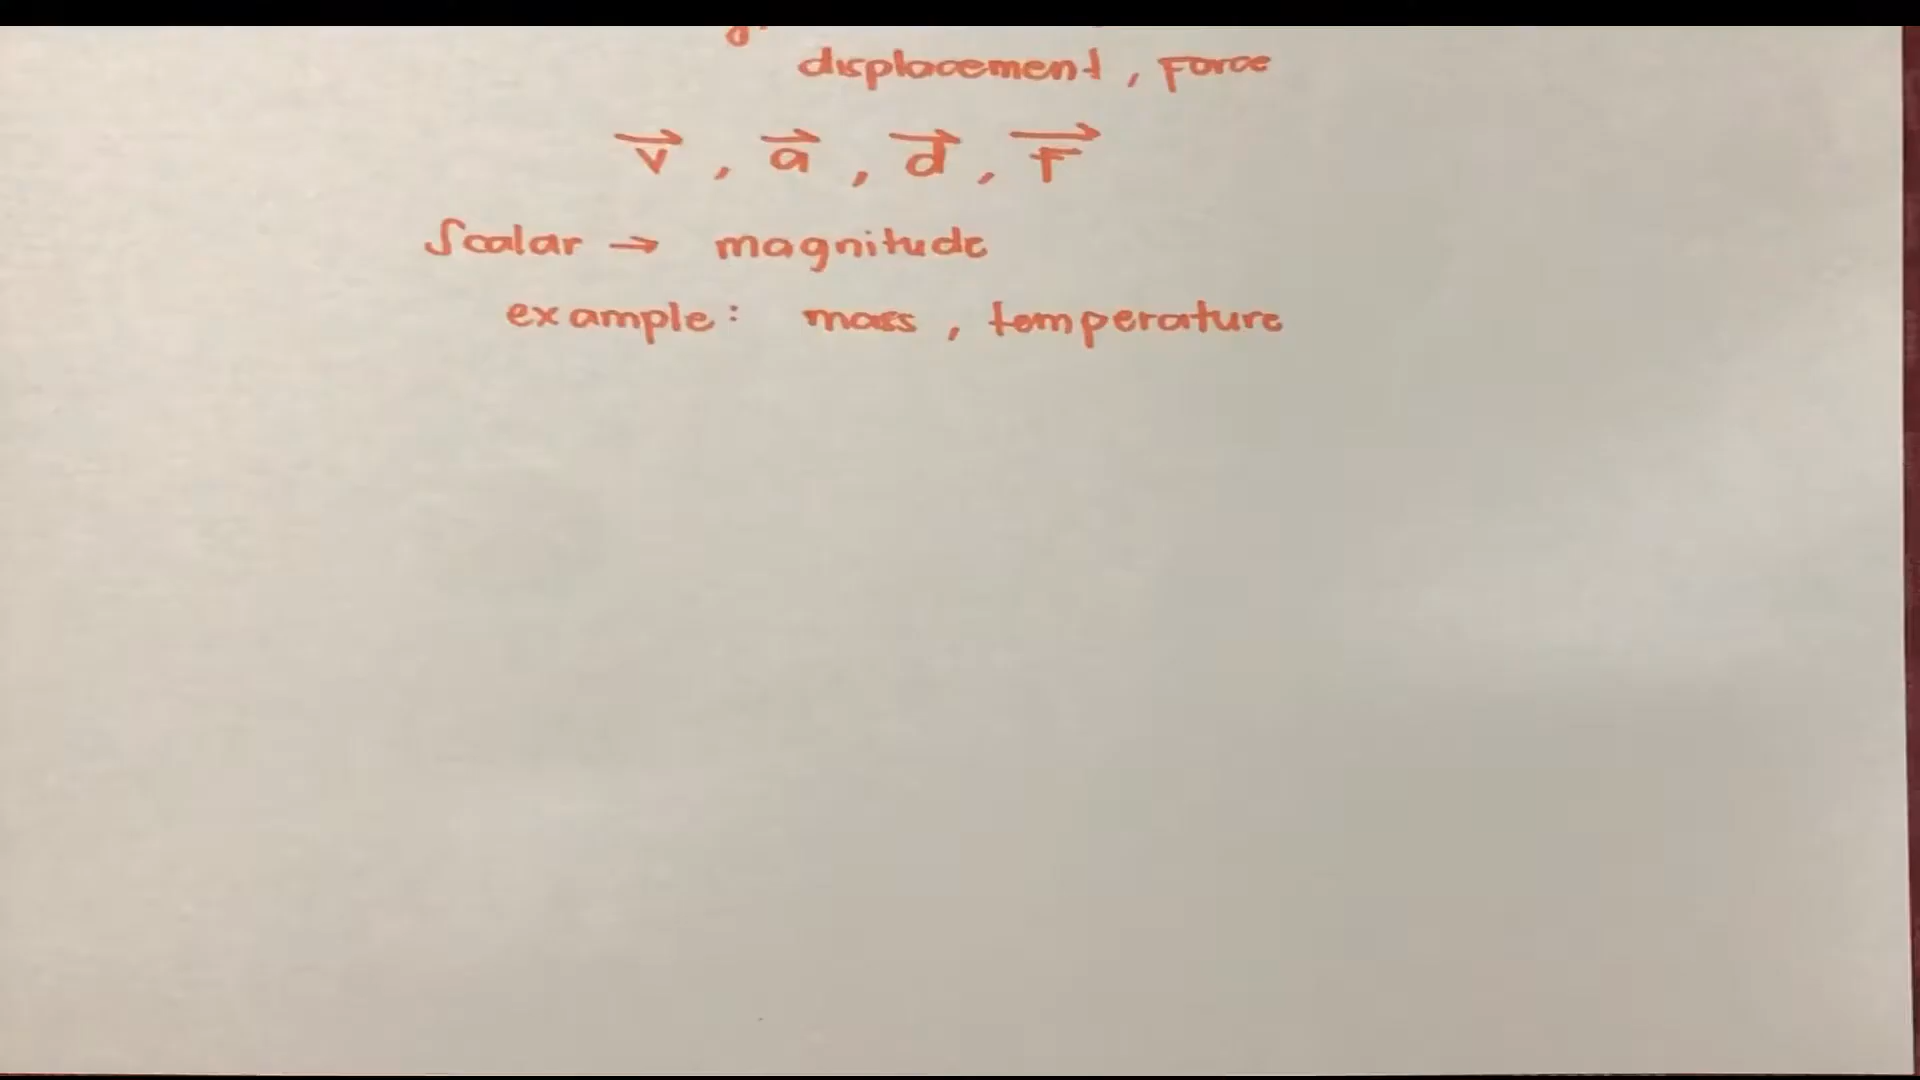 displacement, Force
v⃗, a⃗, d⃗, F⃗
Scalar → magnitude
example: mass, temperature